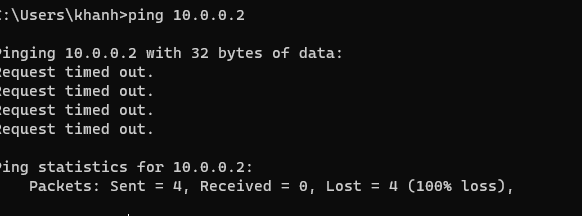 C:\Users\khanh>ping 10.0.0.2
Pinging 10.0.0.2 with 32 bytes of data:
Request timed out.
Request timed out.
Request timed out.
Request timed out.
Ping statistics for 10.0.0.2:
Packets: Sent = 4, Received = 0, Lost = 4 (100% loss),